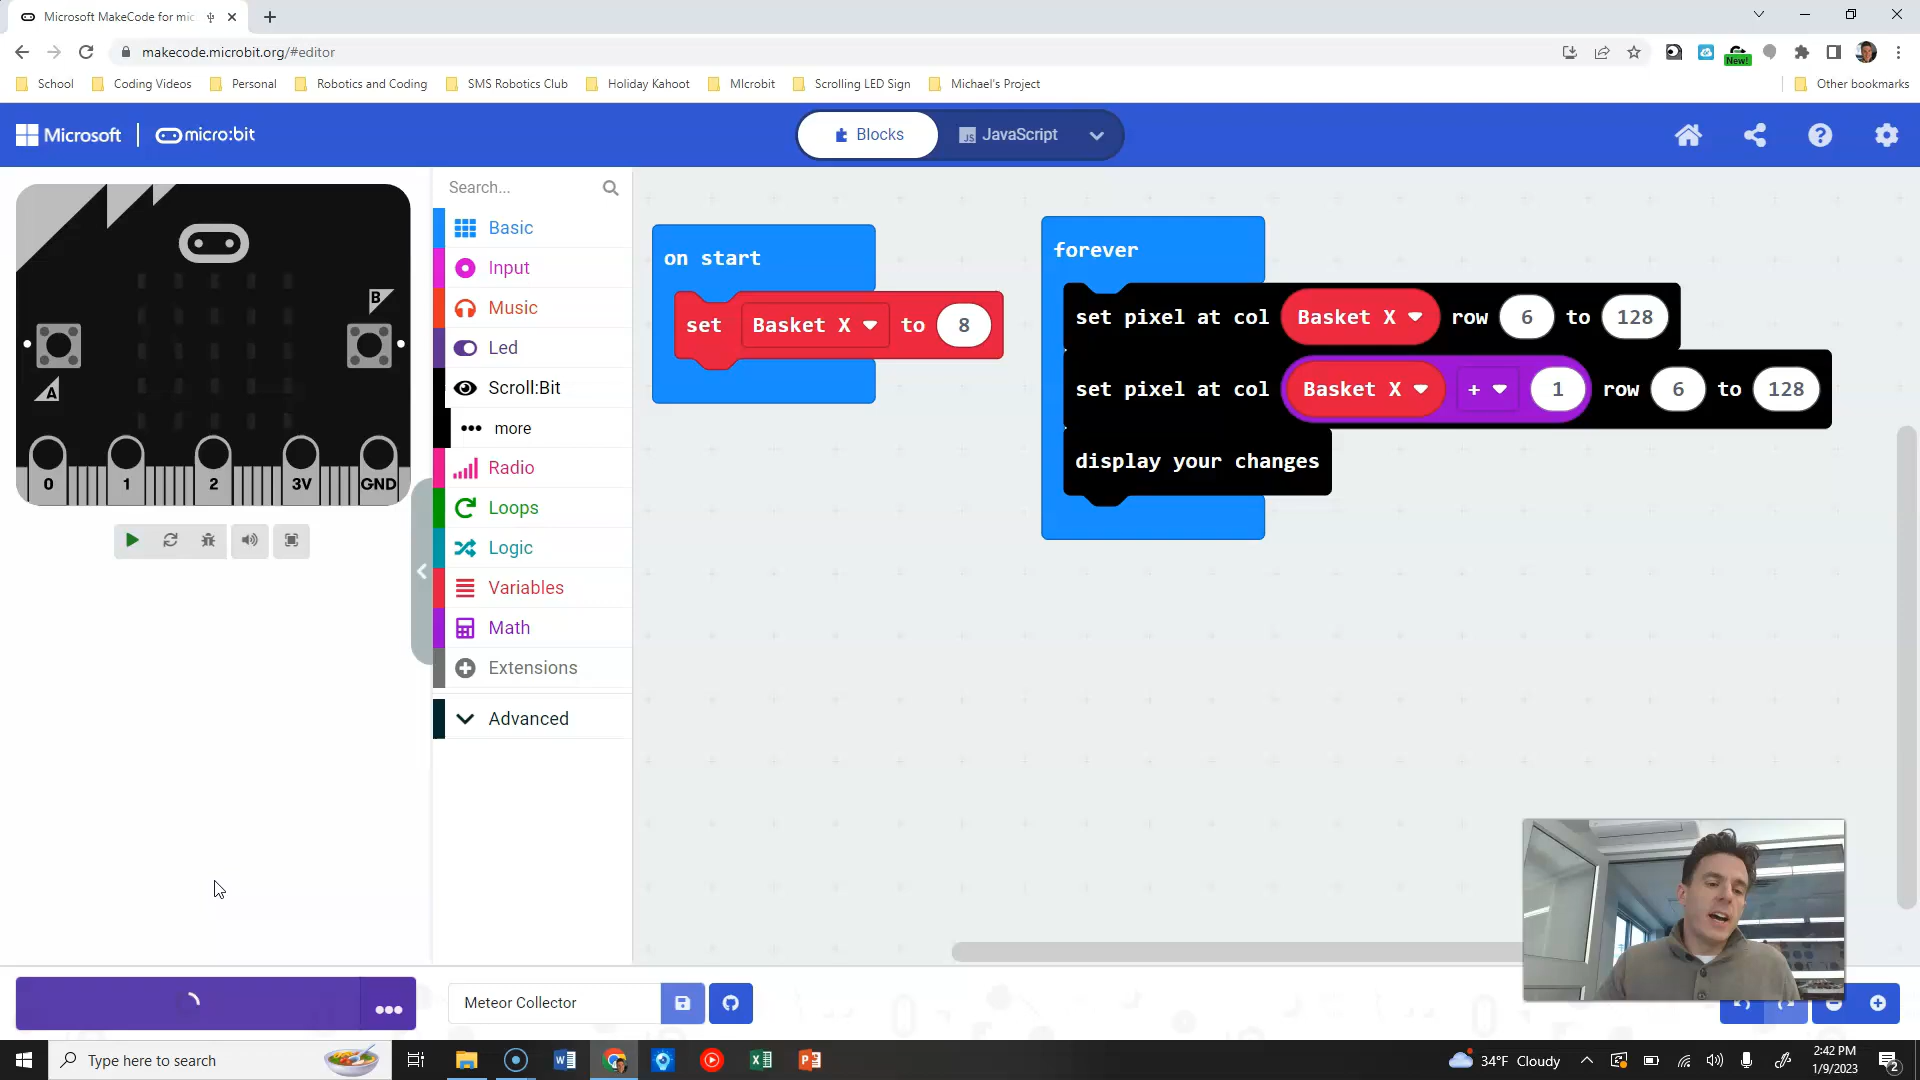 Microsoft MakeCode for mic
makecode.microbit.org/#editor
New!
School
Coding Videos
Personal
Robotics and Coding
SMS Robotics Club
Holiday Kahoot
MIcrobit
Scrolling LED Sign
Michael's Project
Other bookmarks
Microsoft
micro:bit
Blocks
JS JavaScript
B
A
0
1
2
3V
GND
Search...
Basic
Input
Music
Led
Scroll:Bit
more
Radio
Loops
Logic
Variables
Math
Extensions
Advanced
on start
set Basket X to 8
forever
set pixel at col Basket X row 6 to 128
set pixel at col Basket X + 1 row 6 to 128
display your changes
Meteor Collector
Type here to search
34°F Cloudy
2:42 PM
1/9/2023
2